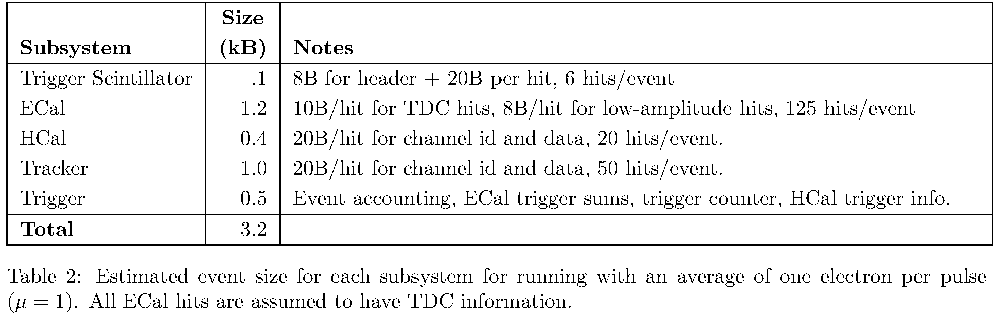 Subsystem Size (kB) Notes
Trigger Scintillator .1 8B for header + 20B per hit, 6 hits/event
ECal 1.2 10B/hit for TDC hits, 8B/hit for low-amplitude hits, 125 hits/event
HCal 0.4 20B/hit for channel id and data, 20 hits/event.
Tracker 1.0 20B/hit for channel id and data, 50 hits/event.
Trigger 0.5 Event accounting, ECal trigger sums, trigger counter, HCal trigger info.
Total 3.2
Table 2: Estimated event size for each subsystem for running with an average of one electron per pulse
(μ = 1). All ECal hits are assumed to have TDC information.